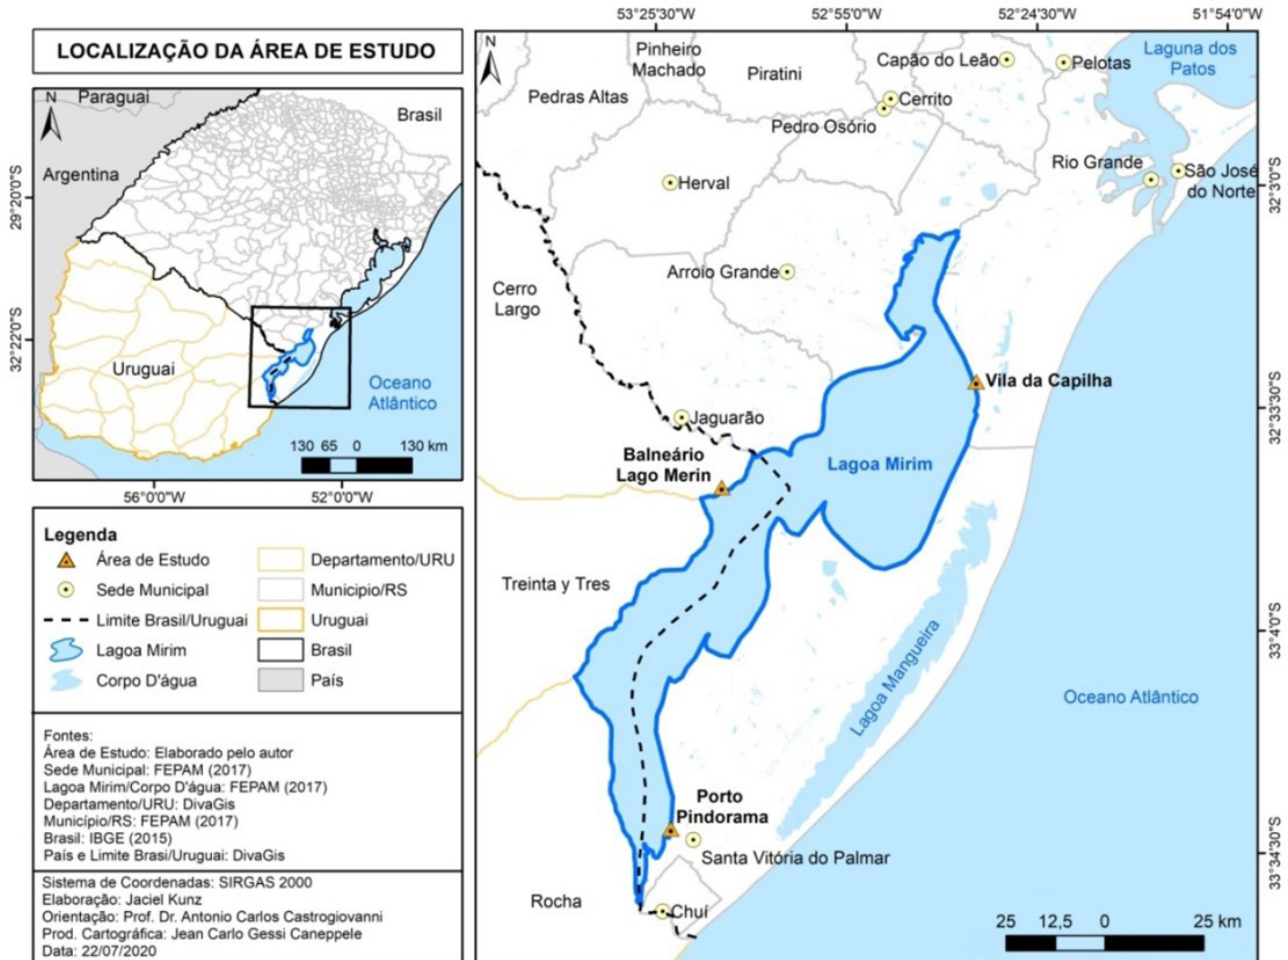 LOCALIZAÇÃO DA ÁREA DE ESTUDO
N
Paraguai
Brasil
Argentina
Uruguai
Oceano
Atlântico
130 65 0 130 km
29°20'0"S
32°22'0"S
56°0'0"W
52°0'0"W
Legenda
Área de Estudo
Sede Municipal
Limite Brasil/Uruguai
Lagoa Mirim
Corpo D'água
Departamento/URU
Municipio/RS
Uruguai
Brasil
País
Fontes:
Área de Estudo: Elaborado pelo autor
Sede Municipal: FEPAM (2017)
Lagoa Mirim/Corpo D'água: FEPAM (2017)
Departamento/URU: DivaGis
Município/RS: FEPAM (2017)
Brasil: IBGE (2015)
País e Limite Brasi/Uruguai: DivaGis
Sistema de Coordenadas: SIRGAS 2000
Elaboração: Jaciel Kunz
Orientação: Prof. Dr. Antonio Carlos Castrogiovanni
Prod. Cartográfica: Jean Carlo Gessi Caneppele
Data: 22/07/2020
53°25'30"W
52°55'0"W
52°24'30"W
51°54'0"W
N
Pinheiro
Machado
Piratini
Capão do Leão
Pelotas
Laguna dos
Patos
Pedras Altas
Cerrito
Pedro Osório
Rio Grande
São José
do Norte
Herval
Arroio Grande
Cerro
Largo
Vila da Capilha
Jaguarão
Balneário
Lago Merin
Lagoa Mirim
Treinta y Tres
Lagoa Mangueira
Oceano Atlântico
Porto
Pindorama
Santa Vitória do Palmar
Rocha
Chuí
25 12,5 0 25 km
32°3'0"S
32°33'30"S
33°4'0"S
33°34'30"S